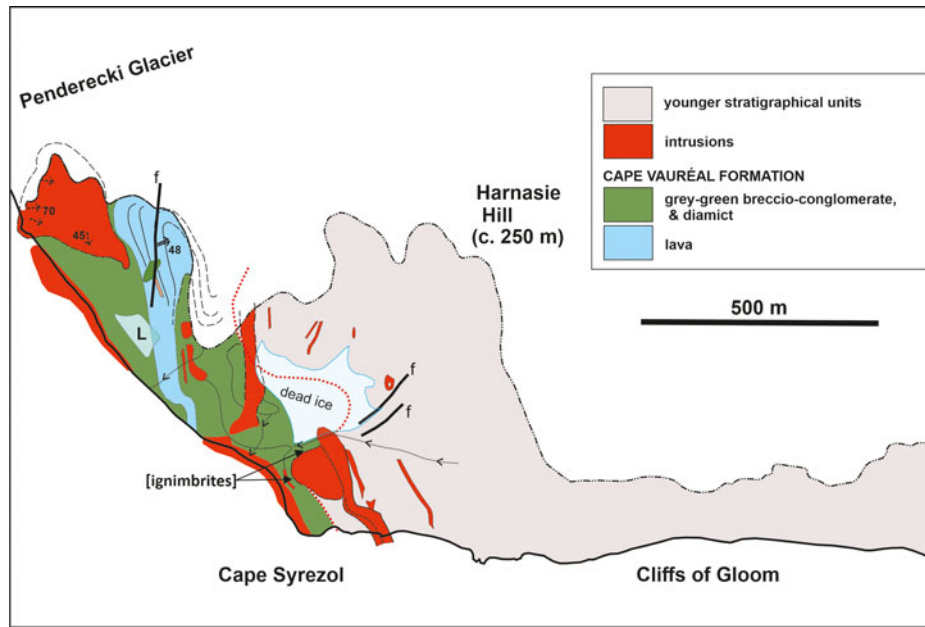 Penderecki Glacier
younger stratigraphical units
intrusions
CAPE VAURÉAL FORMATION
grey-green breccio-conglomerate,
& diamict
lava
f
70
45
48
Harnasie
Hill
(c. 250 m)
500 m
L
dead ice
f
f
[ignimbrites]
Cape Syrezol
Cliffs of Gloom